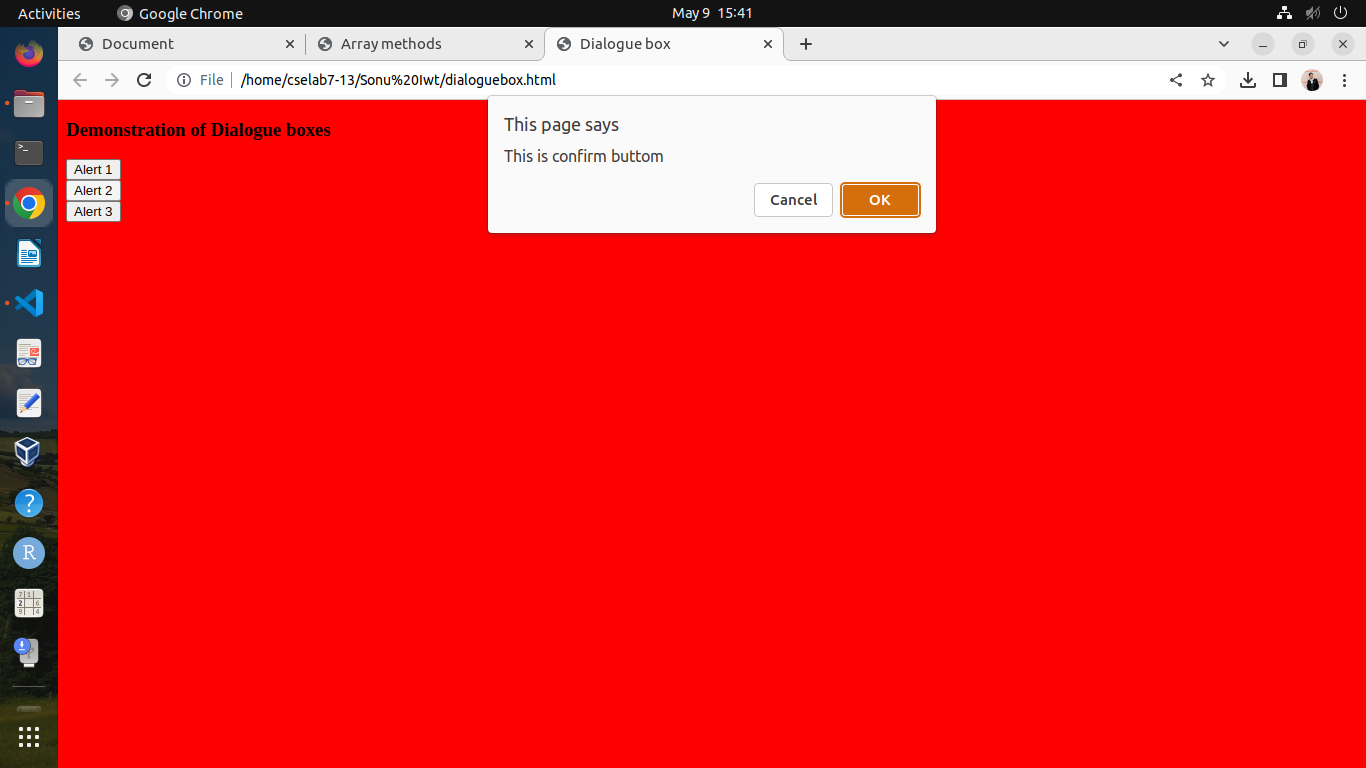 Activities
Google Chrome
May 9 15:41
Document
Array methods
Dialogue box
File
/home/cselab7-13/Sonu%20Iwt/dialoguebox.html
This page says
This is confirm buttom
Cancel
OK
Demonstration of Dialogue boxes
Alert 1
Alert 2
Alert 3